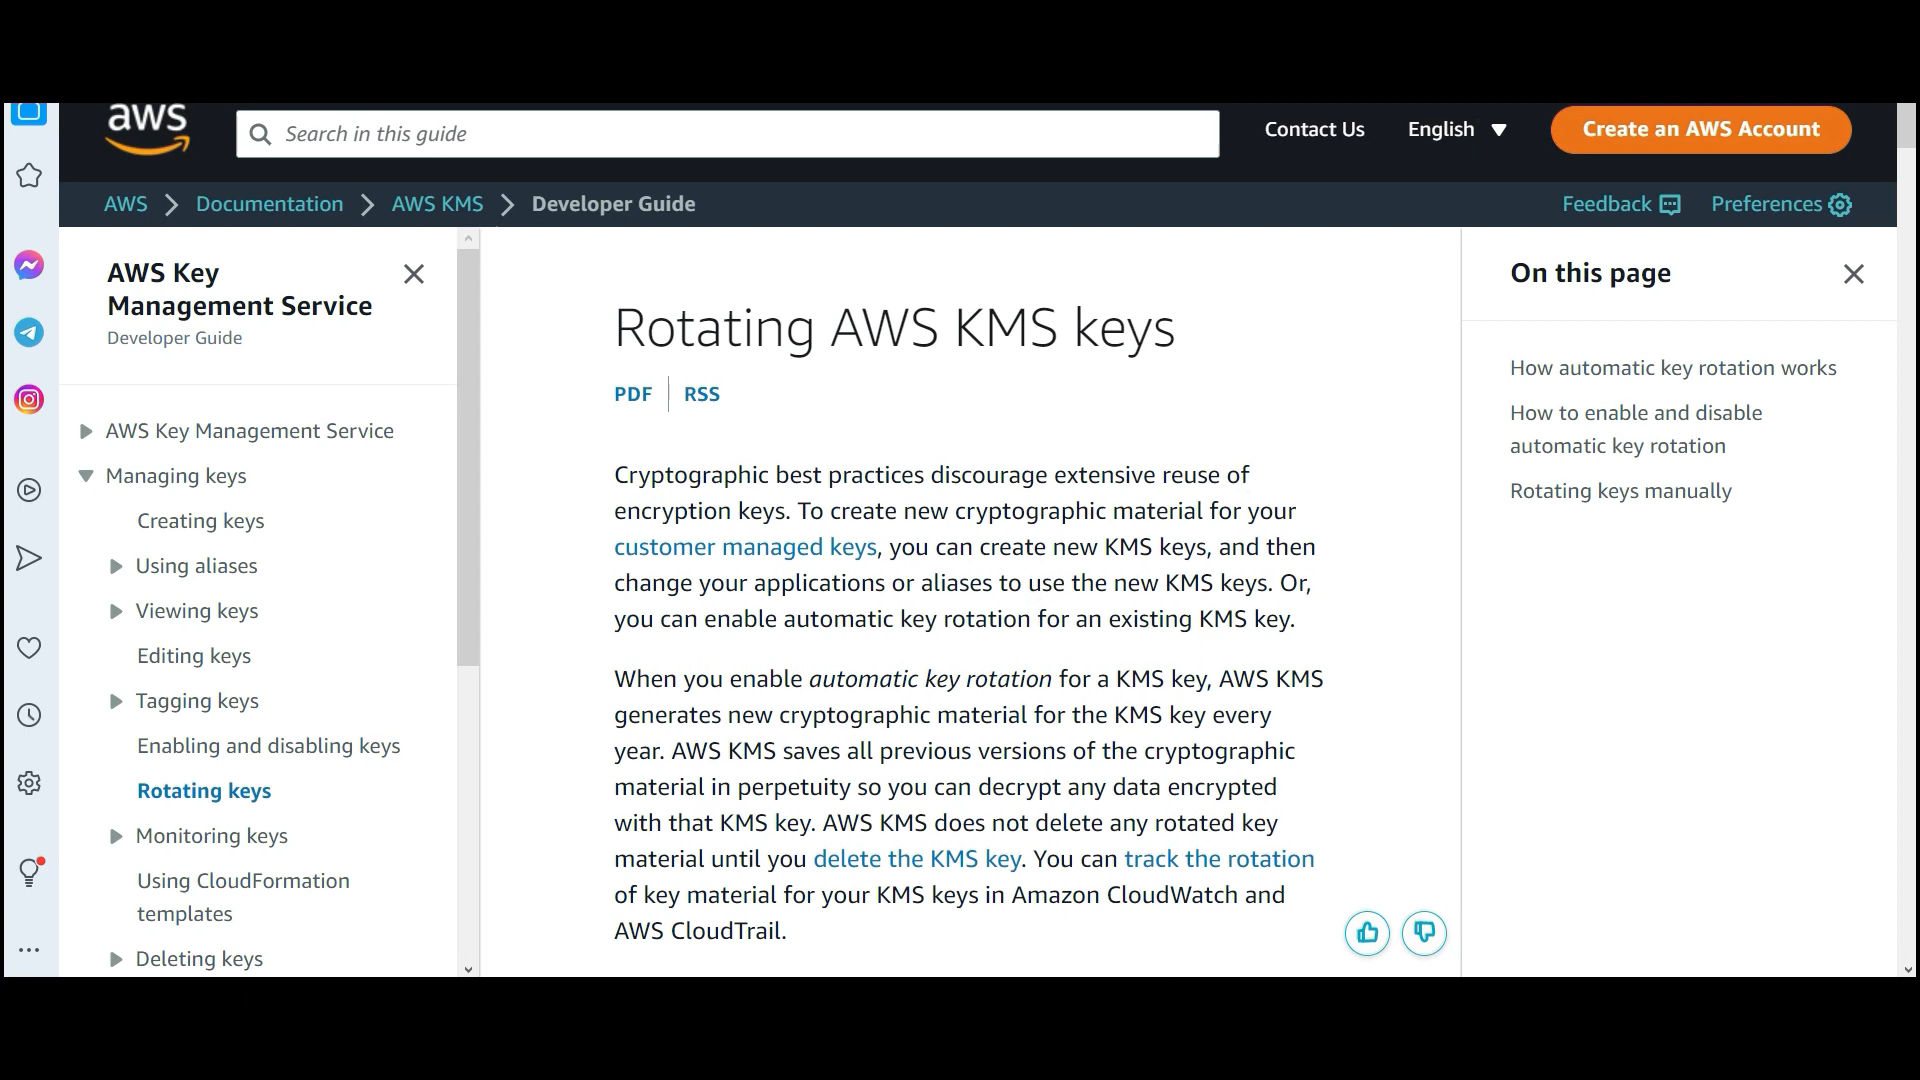 aws
Search in this guide
Contact Us
English
Create an AWS Account
AWS
Documentation
AWS KMS
Developer Guide
Feedback
Preferences
AWS Key
Management Service
Developer Guide
AWS Key Management Service
Managing keys
Creating keys
Using aliases
Viewing keys
Editing keys
Tagging keys
Enabling and disabling keys
Rotating keys
Monitoring keys
Using CloudFormation
templates
Deleting keys
Rotating AWS KMS keys
PDF
RSS
Cryptographic best practices discourage extensive reuse of
encryption keys. To create new cryptographic material for your
customer managed keys, you can create new KMS keys, and then
change your applications or aliases to use the new KMS keys. Or,
you can enable automatic key rotation for an existing KMS key.
When you enable automatic key rotation for a KMS key, AWS KMS
generates new cryptographic material for the KMS key every
year. AWS KMS saves all previous versions of the cryptographic
material in perpetuity so you can decrypt any data encrypted
with that KMS key. AWS KMS does not delete any rotated key
material until you delete the KMS key. You can track the rotation
of key material for your KMS keys in Amazon CloudWatch and
AWS CloudTrail.
On this page
How automatic key rotation works
How to enable and disable
automatic key rotation
Rotating keys manually